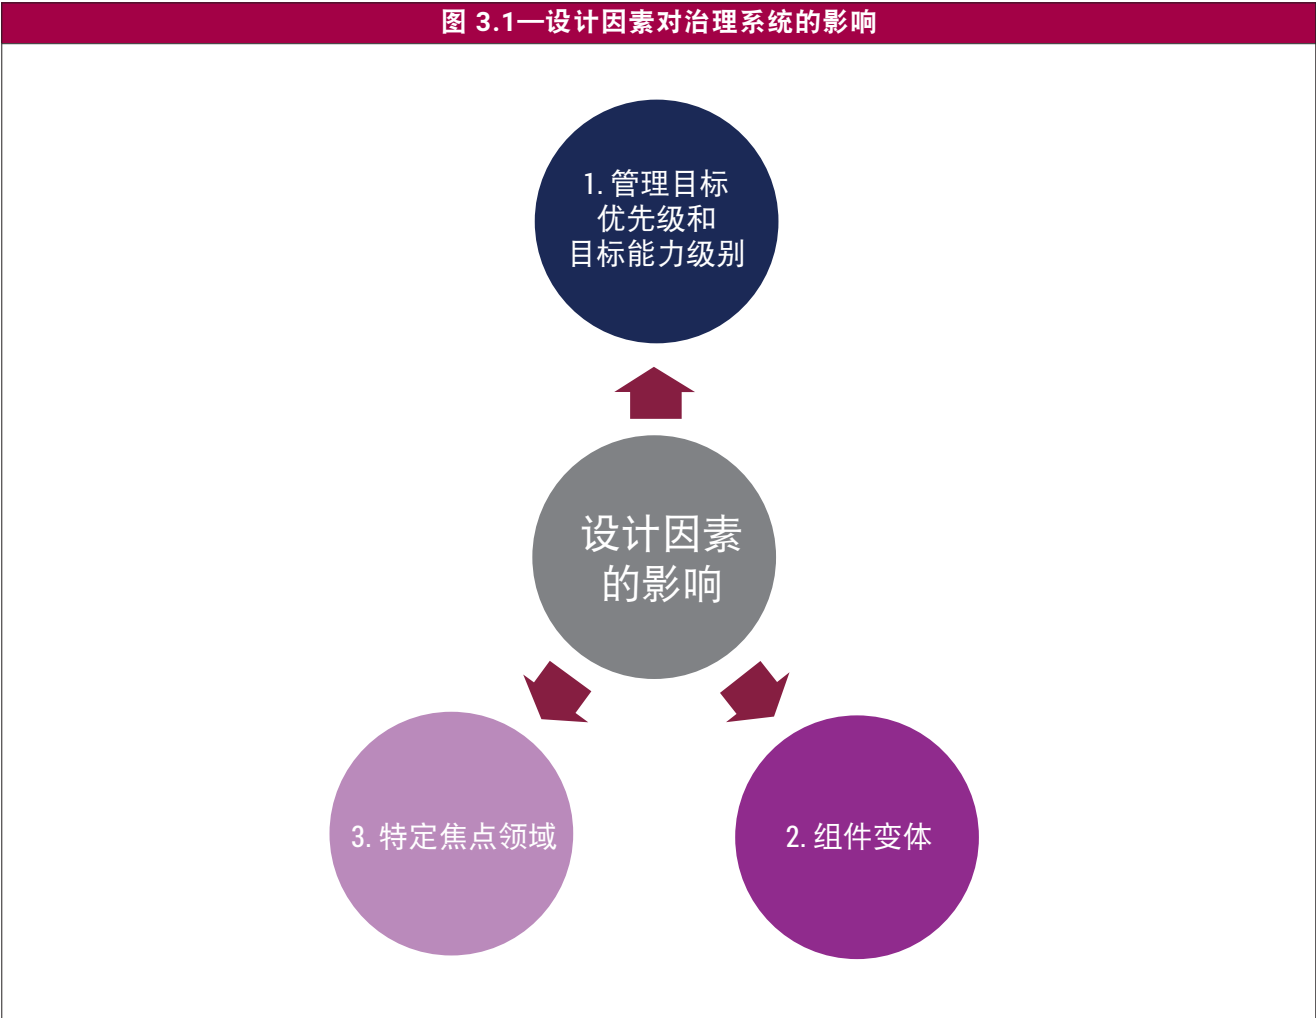 图 3.1—设计因素对治理系统的影响
1. 管理目标
优先级和
目标能力级别
设计因素
的影响
3. 特定焦点领域
2. 组件变体